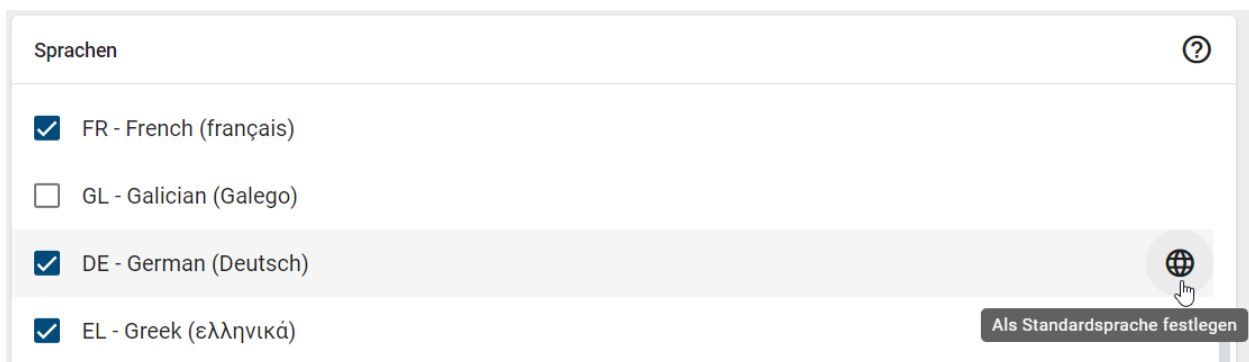 Sprachen
FR - French (français)
GL - Galician (Galego)
DE - German (Deutsch)
EL - Greek (ελληνικά)
Als Standardsprache festlegen